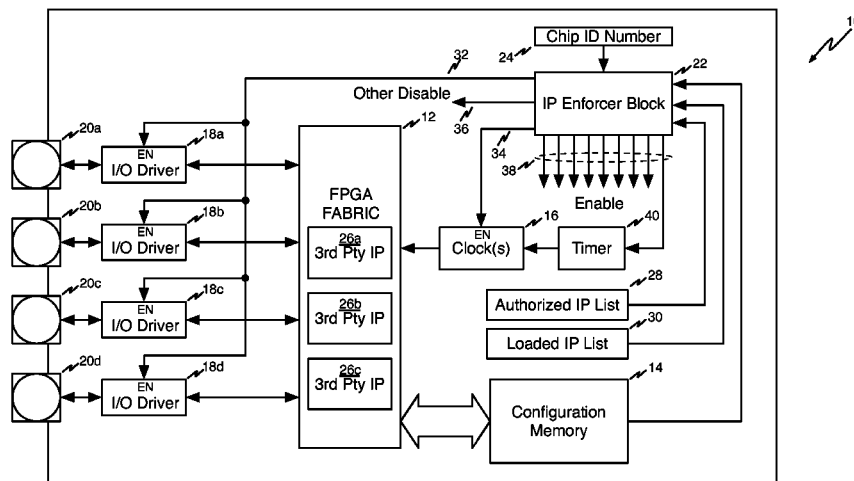 Chip ID Number
24
32
22
Other Disable
IP Enforcer Block
36
34
38
Enable
20a
EN
18a
I/O Driver
12
FPGA
FABRIC
20b
EN
18b
I/O Driver
26a
3rd Pty IP
16
EN
Clock(s)
40
Timer
20c
EN
18c
I/O Driver
26b
3rd Pty IP
28
Authorized IP List
30
Loaded IP List
20d
EN
18d
I/O Driver
26c
3rd Pty IP
14
Configuration
Memory